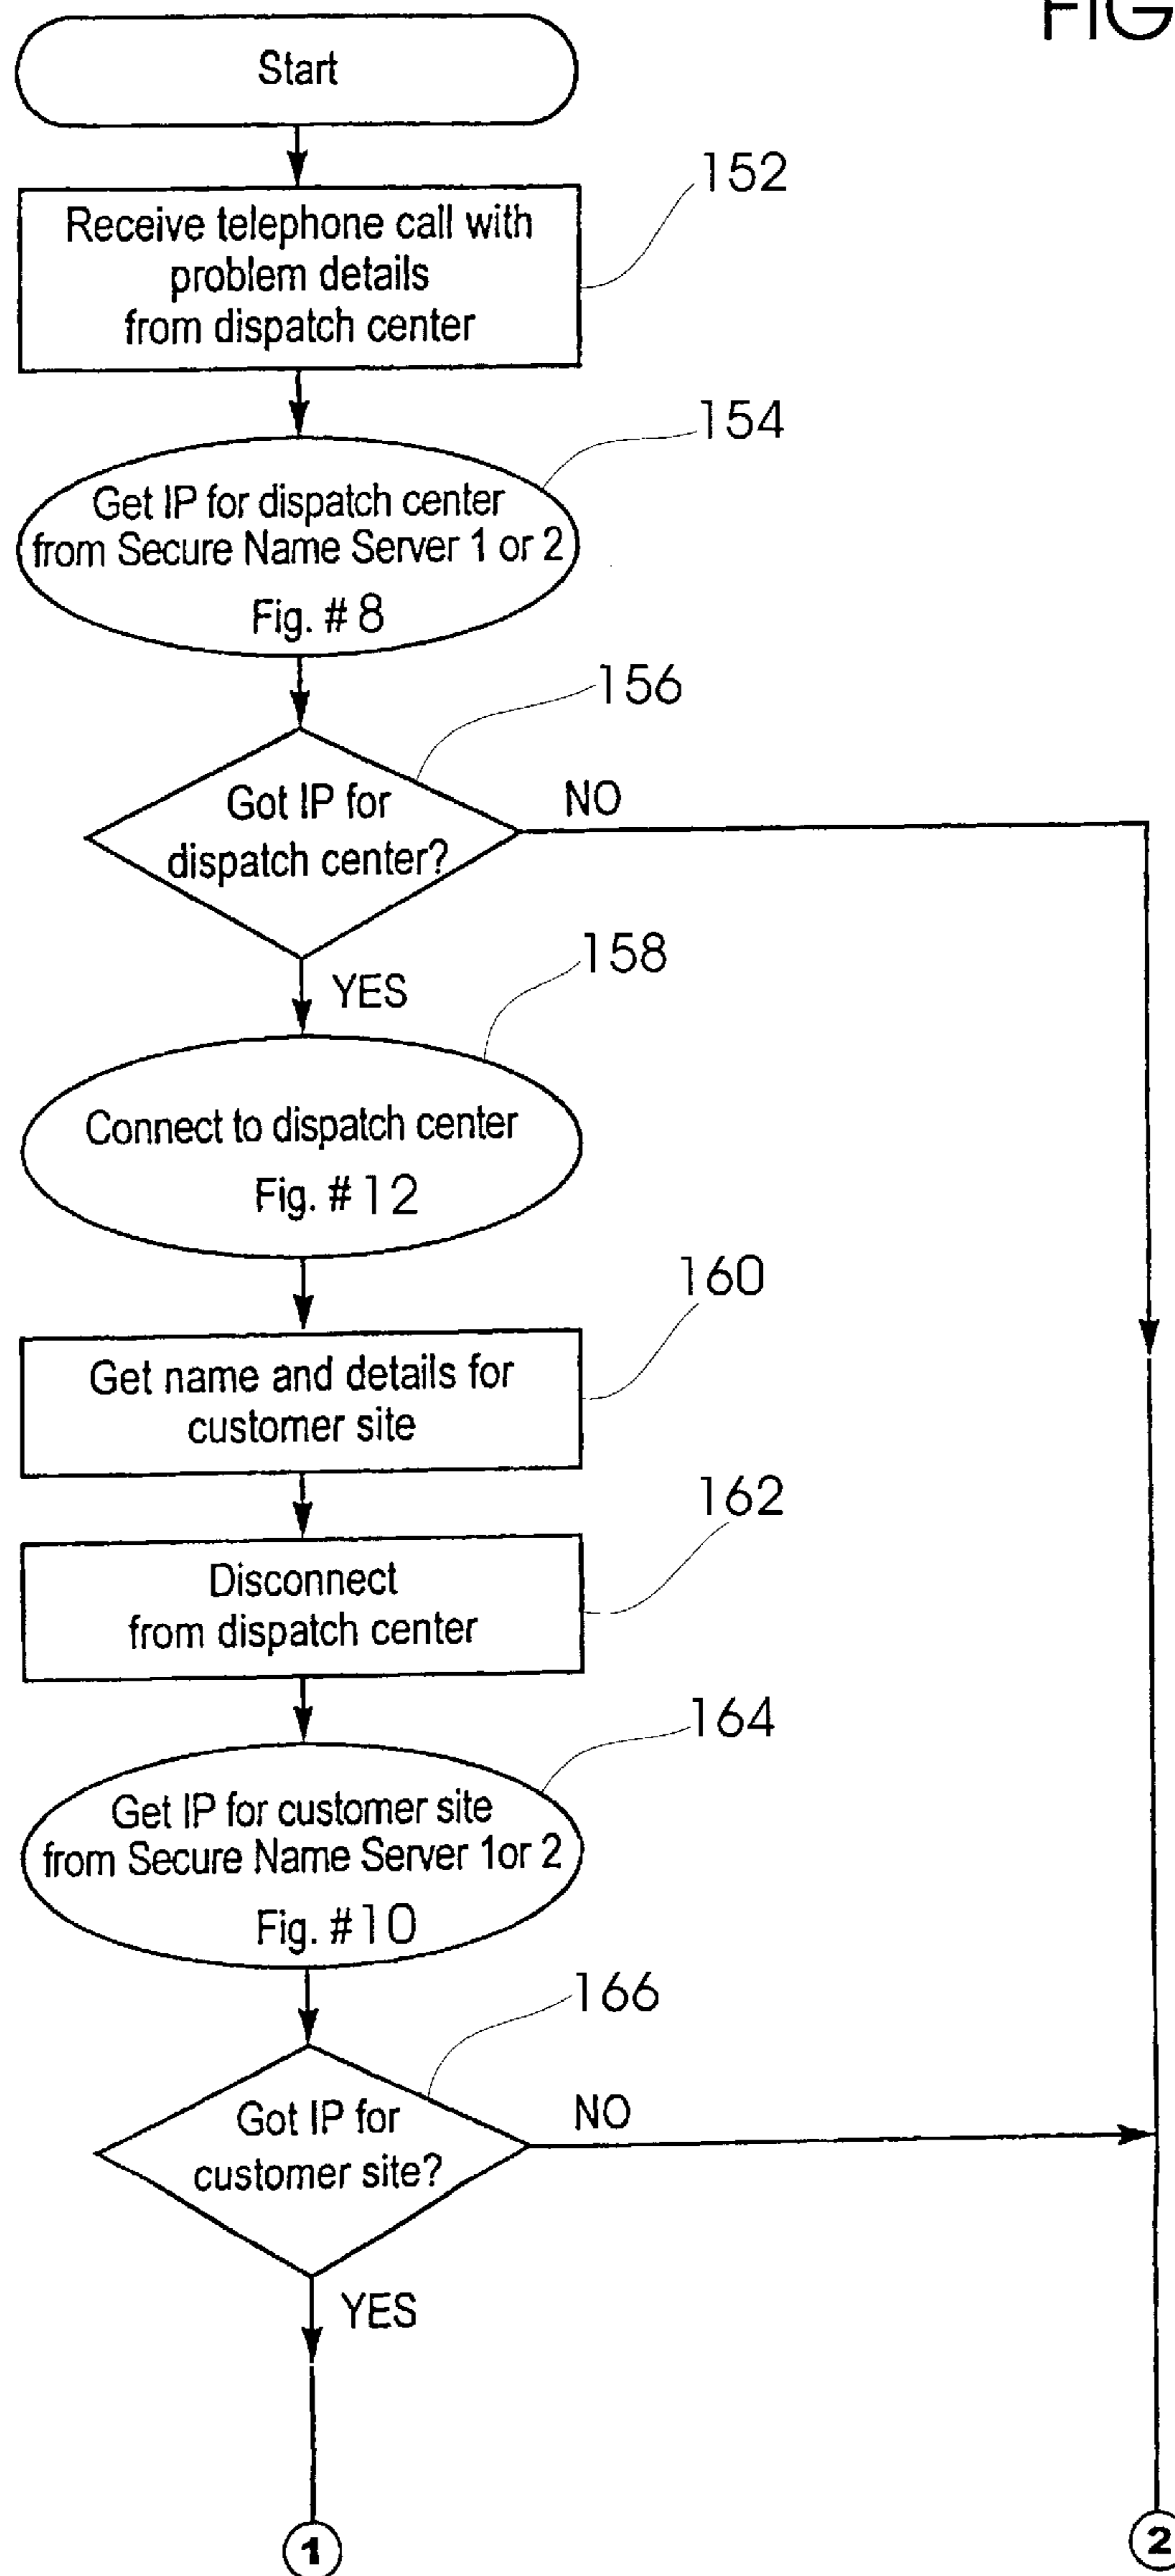 FIG
Start
152
Receive telephone call with
problem details
from dispatch center
154
Get IP for dispatch center
from Secure Name Server 1 or 2
Fig. # 8
156
Got IP for
dispatch center?
NO
YES
158
Connect to dispatch center
Fig. # 12
160
Get name and details for
customer site
162
Disconnect
from dispatch center
164
Get IP for customer site
from Secure Name Server 1or 2
Fig. #10
166
Got IP for
customer site?
NO
YES
1
2